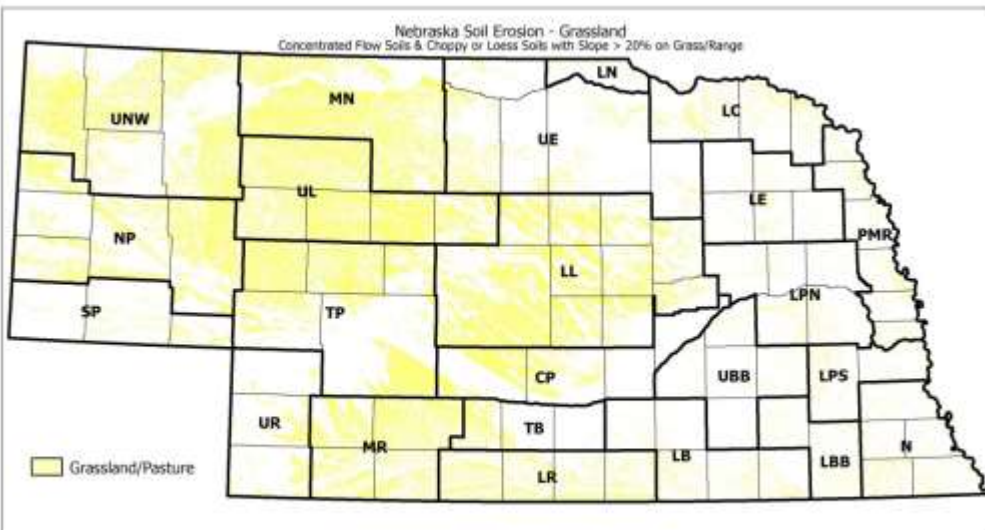 Nebraska Soil Erosion - Grassland
Concentrated Flow Soils & Choppy or Loess Soils with Slope > 20% on Grass/Range
LN
MN
LC
UNW
UE
UL
LE
NP
PMR
LL
LPN
SP
TP
CP
UBB
LPS
UR
TB
MR
LB
N
LR
LBB
Grassland/Pasture